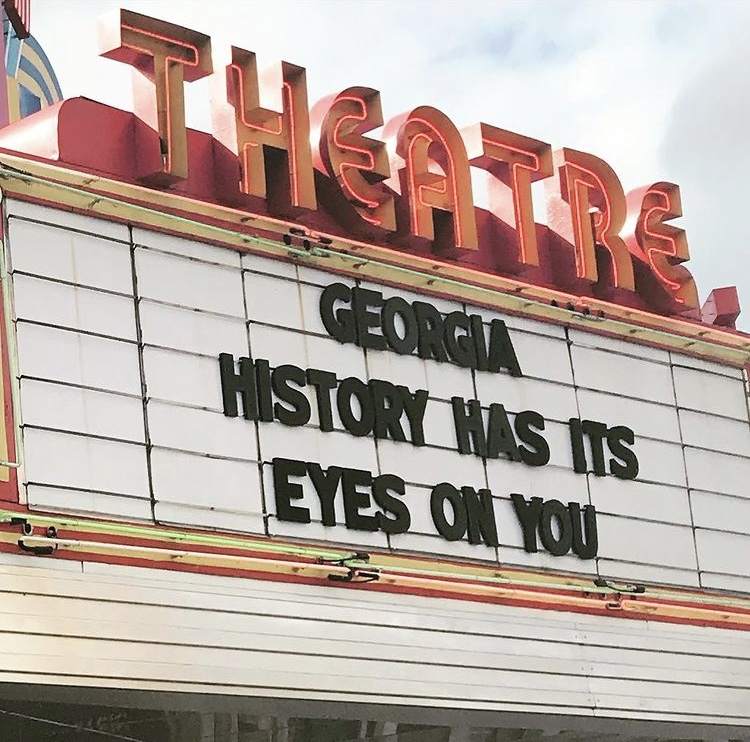 THEATRE
GEORGIA
HISTORY HAS ITS
EYES ON YOU